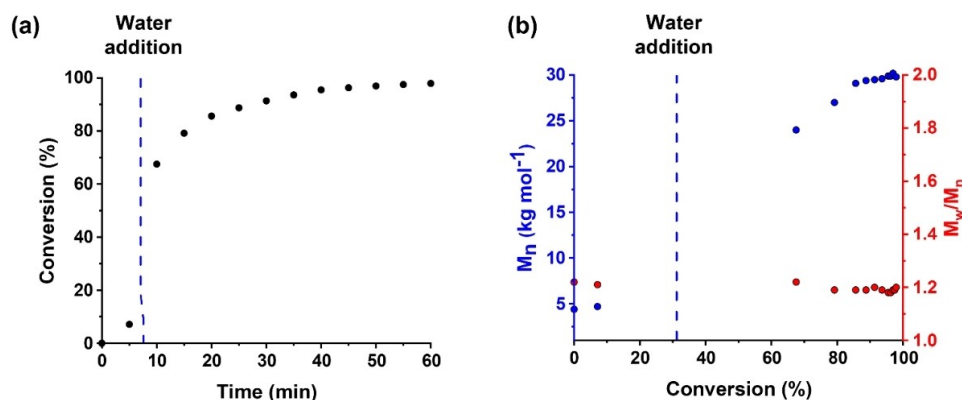 (a)
Water
addition
Conversion (%)
100
80
60
40
20
0
0 10 20 30 40 50 60
Time (min)
(b)
Water
addition
Mn (kg mol-1)
30
25
20
15
10
5
2.0
1.8
1.6
1.4
1.2
1.0
Mw/Mn
0 20 40 60 80 100
Conversion (%)